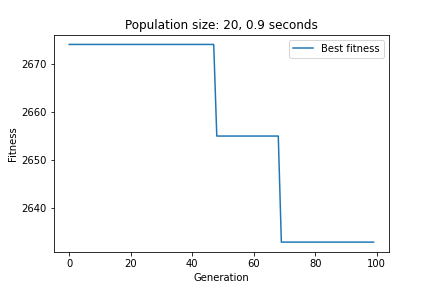 Population size: 20, 0.9 seconds
Best fitness
Fitness
2670
2660
2650
2640
0 20 40 60 80 100
Generation